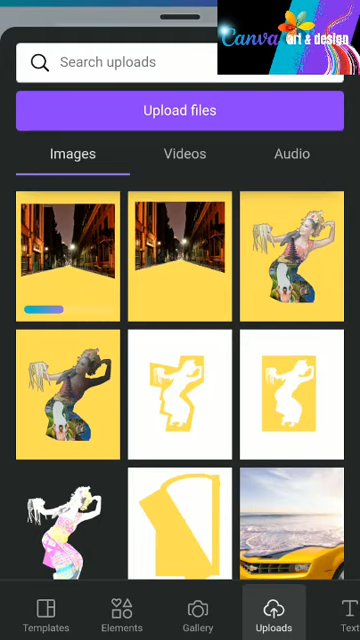 Canva art & design
Search uploads
Upload files
Images
Videos
Audio
Templates
Elements
Gallery
Uploads
Text